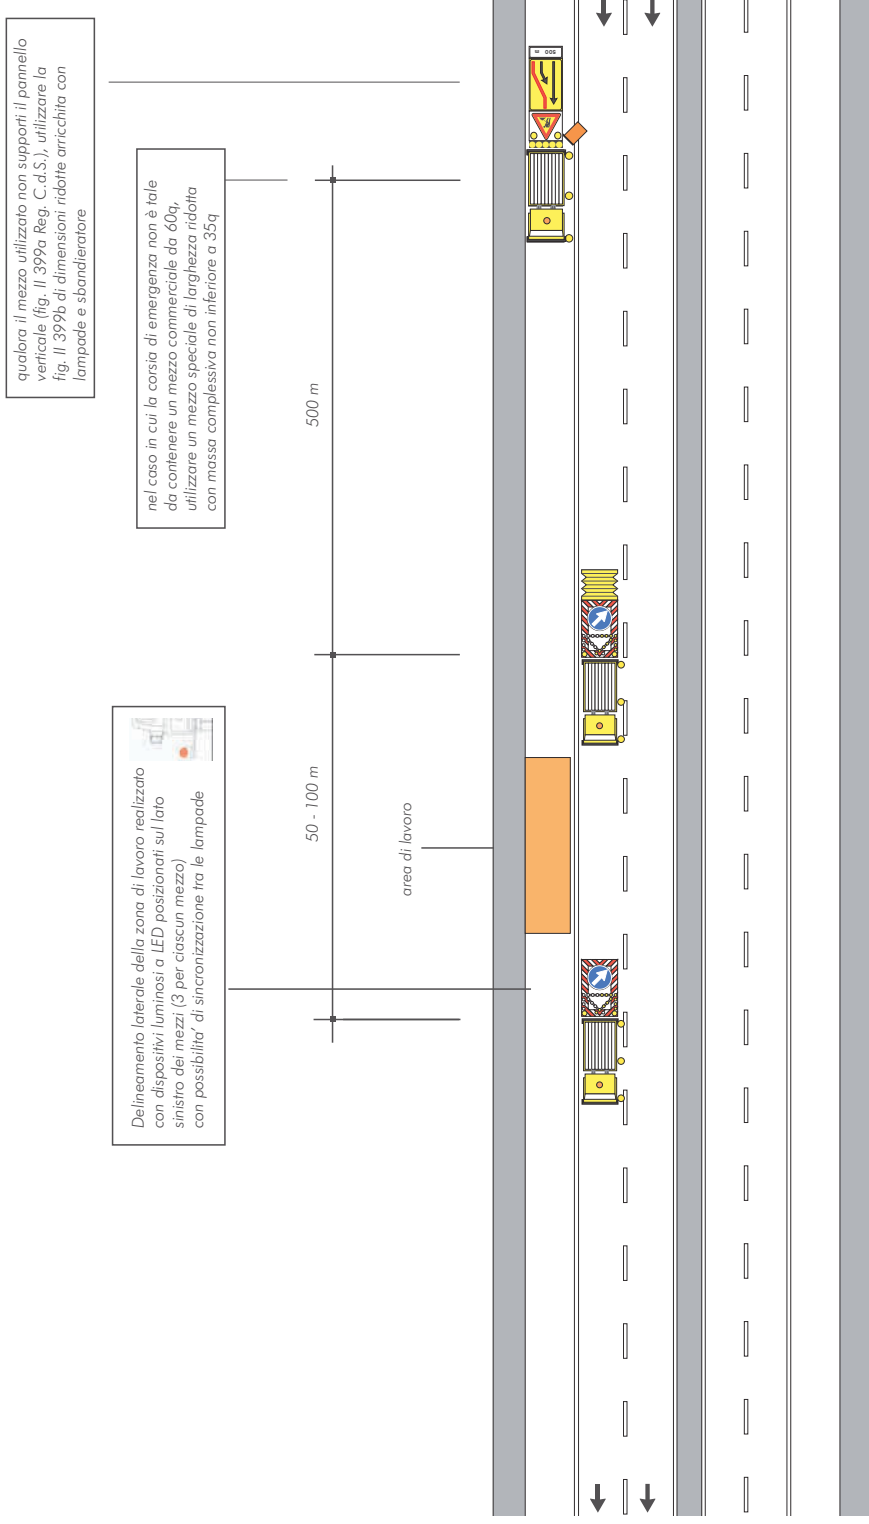 qualora il mezzo utilizzato non supporti il pannello
verticale (fig. II 399a Reg. C.d.S.), utilizzare la
fig. II 399b di dimensioni ridotte arricchita con
lampade e sbandieratore
nel caso in cui la corsia di emergenza non è tale
da contenere un mezzo commerciale da 60q,
utilizzare un mezzo speciale di larghezza ridotta
con massa complessiva non inferiore a 35q
500 m
500 m
Delineamento laterale della zona di lavoro realizzato
con dispositivi luminosi a LED posizionati sul lato
sinistro dei mezzi (3 per ciascun mezzo)
con possibilita' di sincronizzazione tra le lampade
50 - 100 m
area di lavoro